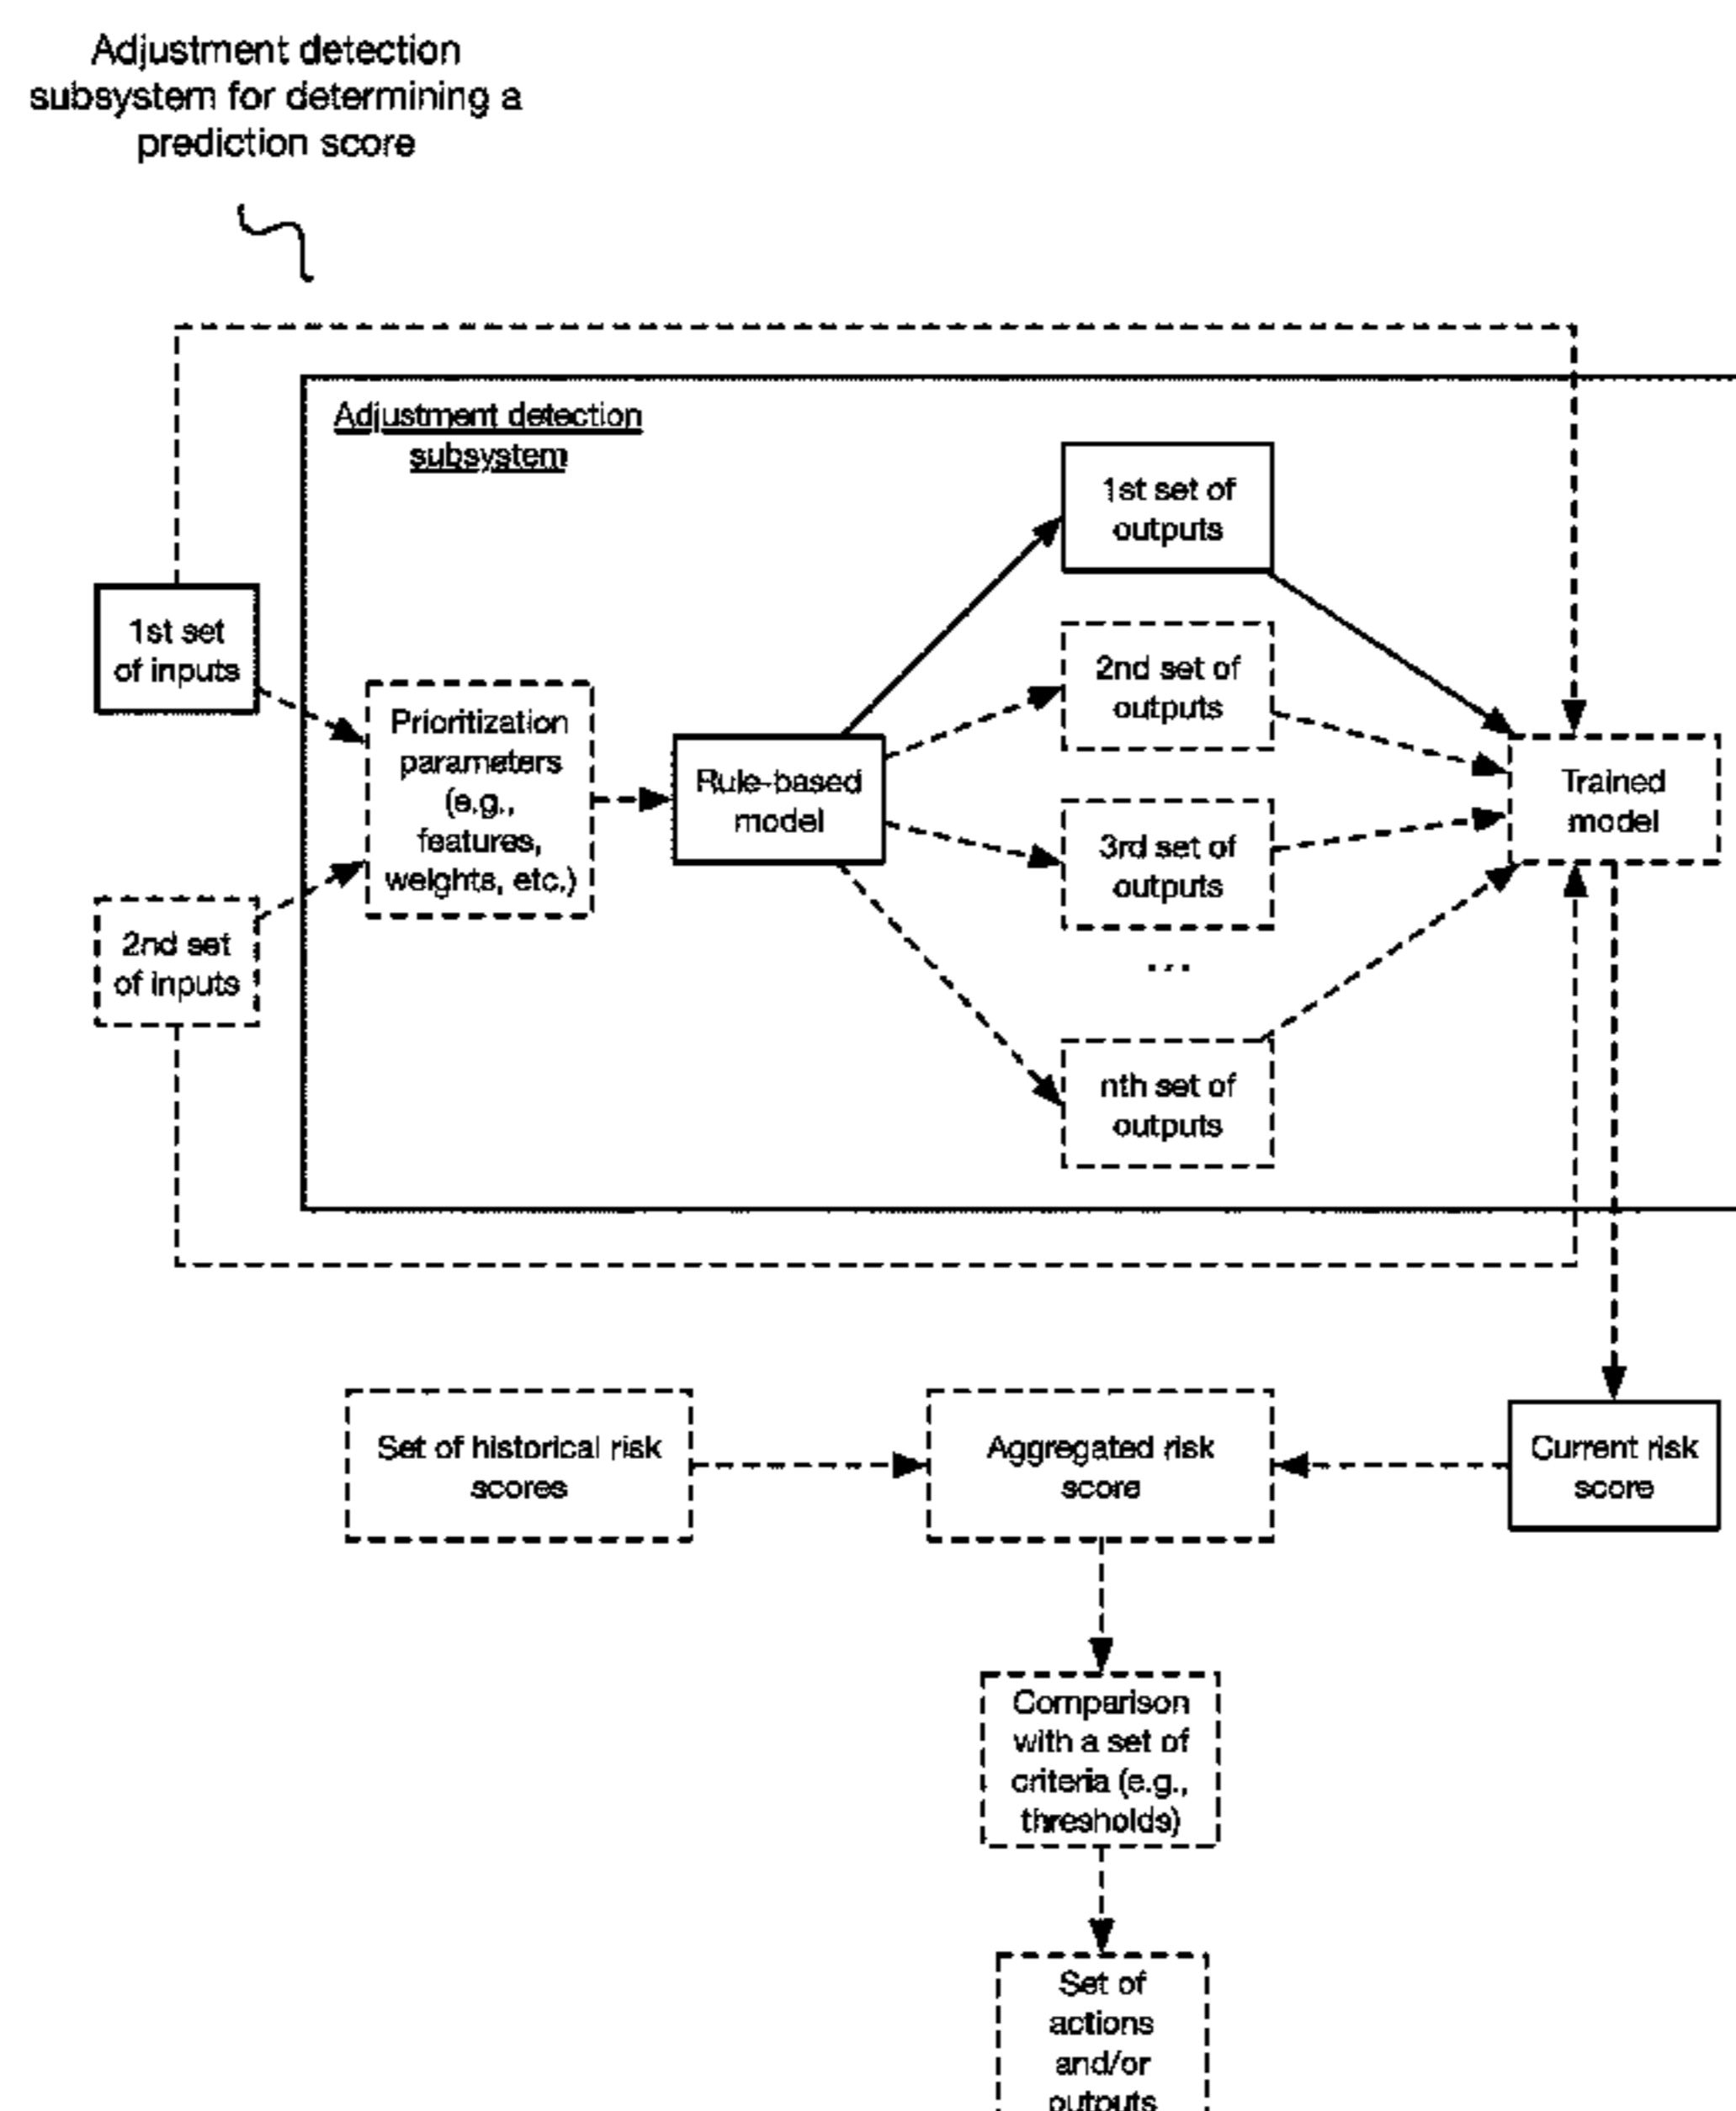 Adjustment detection
subsystem for determining a
prediction score
Adjustment detection
subsystem
1st set of
outputs
1st set
of inputs
2nd set of
outputs
Prioritization
parameters
(e.g.,
features,
weights, etc.)
Rule-based
model
Trained
model
3rd set of
outputs
2nd set
of inputs
...
nth set of
outputs
Set of historical risk
scores
Aggregated risk
score
Current risk
score
Comparison
with a set of
criteria (e.g.,
thresholds)
Set of
actions
and/or
outputs